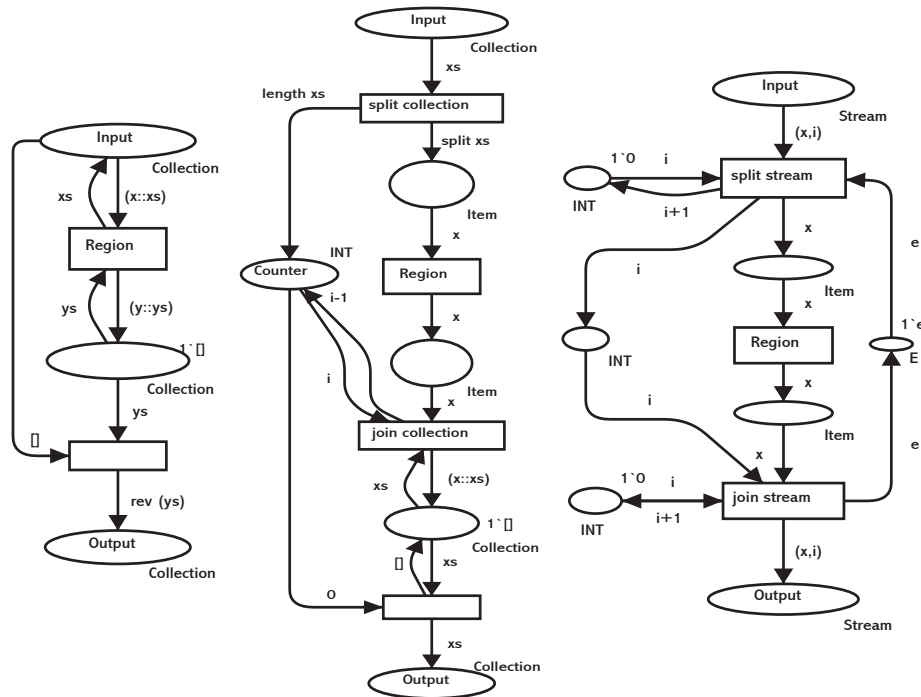 Input
Collection
xs
(x::xs)
Region
ys
(y::ys)
1`[]
Collection
ys
[]
rev (ys)
Output
Collection
Input
Collection
xs
length xs
split collection
split xs
Item
x
INT
Counter
Region
i-1
x
i
Item
x
join collection
xs
(x::xs)
1`[]
Collection
[]
xs
0
xs
Collection
Output
Input
Stream
(x,i)
1`0
i
split stream
INT
i+1
x
e
i
Item
x
1`e
INT
Region
E
x
i
Item
x
e
1`0
i
join stream
INT
i+1
(x,i)
Output
Stream